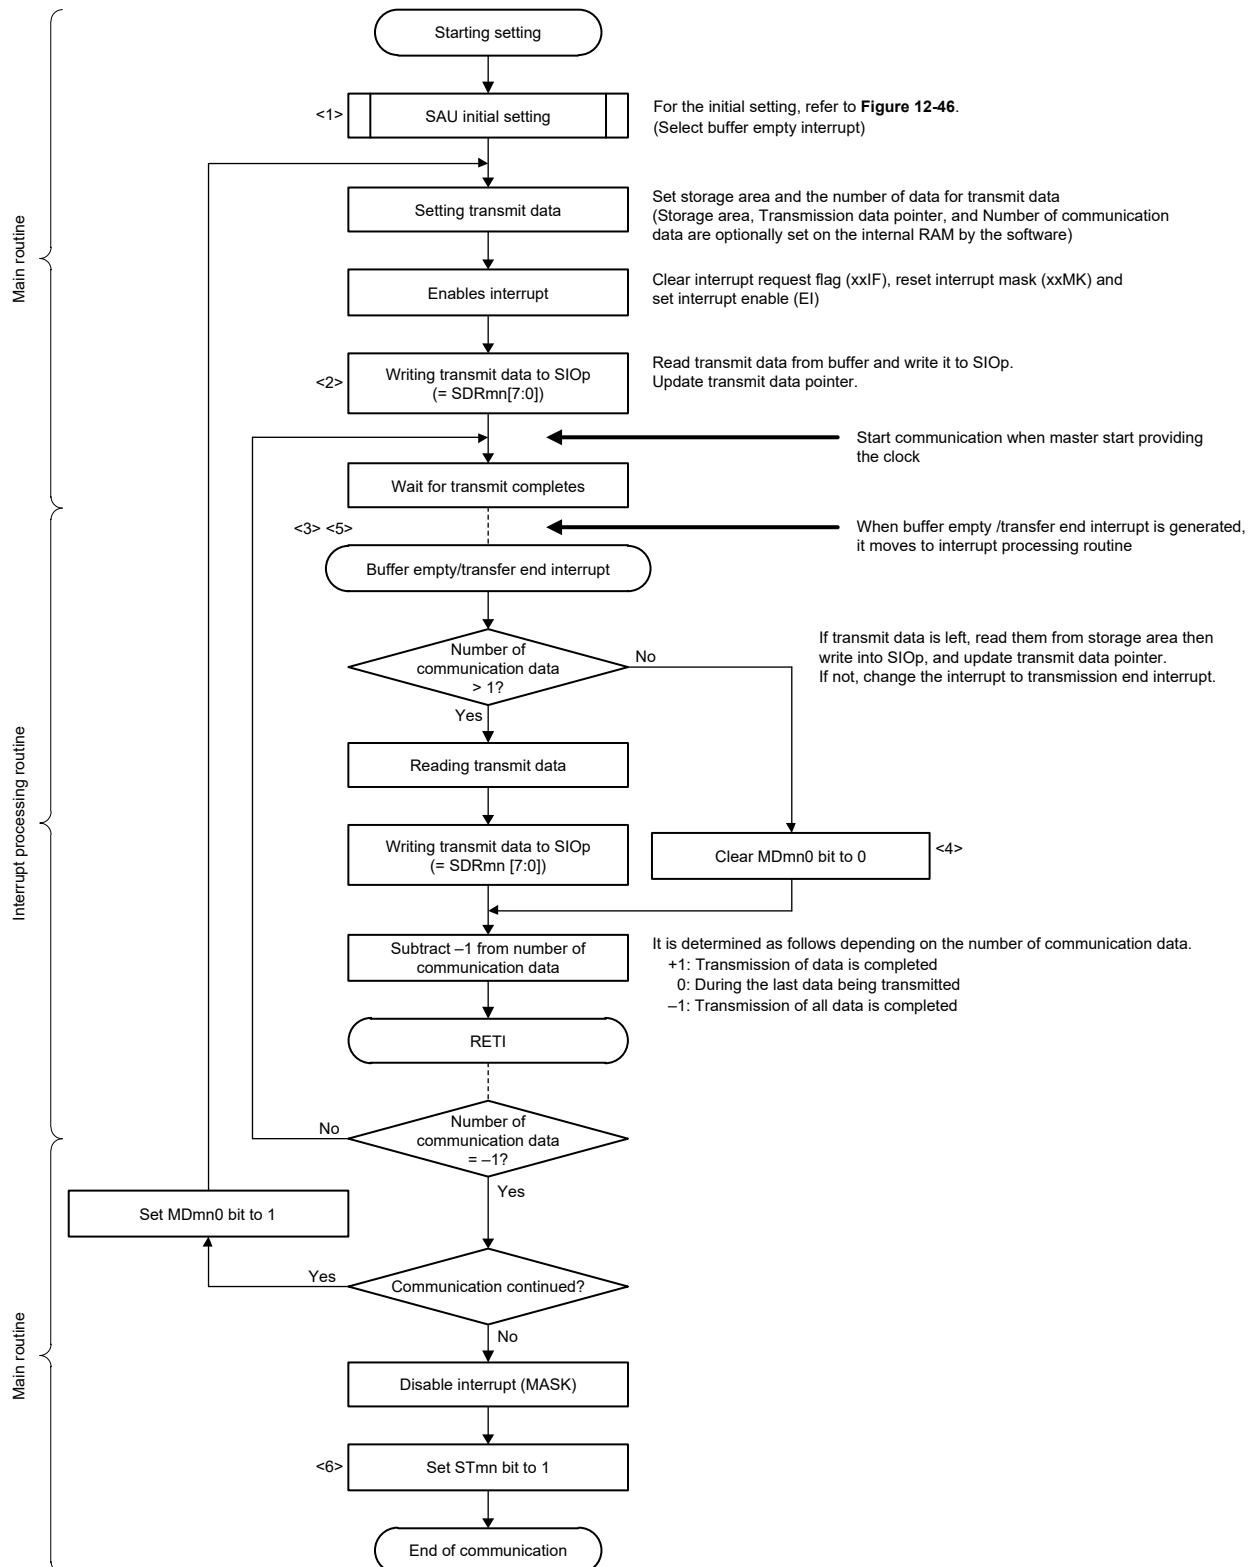 Starting setting
<1>
SAU initial setting
For the initial setting, refer to Figure 12-46.
(Select buffer empty interrupt)
Main routine
Setting transmit data
Set storage area and the number of data for transmit data
(Storage area, Transmission data pointer, and Number of communication
data are optionally set on the internal RAM by the software)
Enables interrupt
Clear interrupt request flag (xxIF), reset interrupt mask (xxMK) and
set interrupt enable (EI)
<2>
Writing transmit data to SIOp
(= SDRmn[7:0])
Read transmit data from buffer and write it to SIOp.
Update transmit data pointer.
Start communication when master start providing
the clock
Wait for transmit completes
<3> <5>
When buffer empty /transfer end interrupt is generated,
it moves to interrupt processing routine
Buffer empty/transfer end interrupt
Interrupt processing routine
Number of
communication data
> 1?
No
Yes
If transmit data is left, read them from storage area then
write into SIOp, and update transmit data pointer.
If not, change the interrupt to transmission end interrupt.
Reading transmit data
Writing transmit data to SIOp
(= SDRmn [7:0])
Clear MDmn0 bit to 0
<4>
Subtract –1 from number of
communication data
It is determined as follows depending on the number of communication data.
+1: Transmission of data is completed
0: During the last data being transmitted
–1: Transmission of all data is completed
RETI
Number of
communication data
= –1?
No
Yes
Set MDmn0 bit to 1
Main routine
Communication continued?
Yes
No
Disable interrupt (MASK)
<6>
Set STmn bit to 1
End of communication